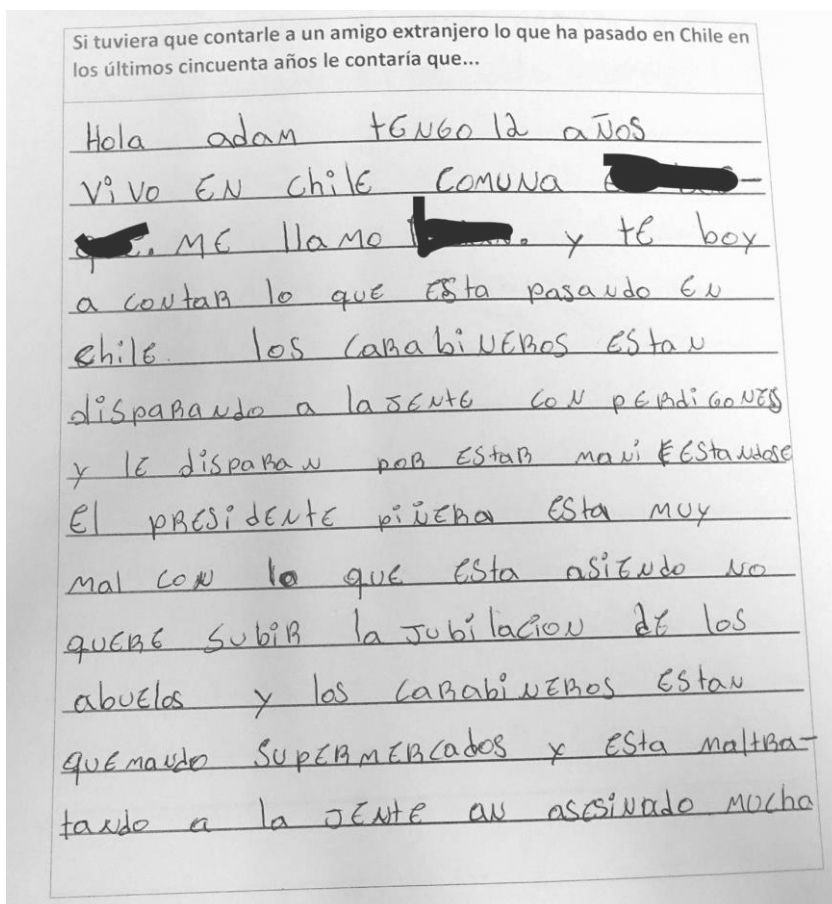 Si tuviera que contarle a un amigo extranjero lo que ha pasado en Chile en
los últimos cincuenta años le contaría que...
Hola adan tENGO 12 aÑOS
ViVO EN chilE COMUNA
. ME llaMO . y tE boy
a contaR lo quE ESta pasando EN
chilE. los CaRabiNERos EStan
dispaRando a la JENtE CON pERdiGONES
y lE dispaRan poR EStaR maniFEStandose
El pRESidENtE piÑERa ESta MUY
Mal con lo quE ESta asiENdo NO
quERE SubiR la Jubilacion dE los
abuElos y los CaRabiNERos EStan
quEmando SupERMERCados y ESta MaltRa-
tando a la JENtE an asEsiNado Mocha